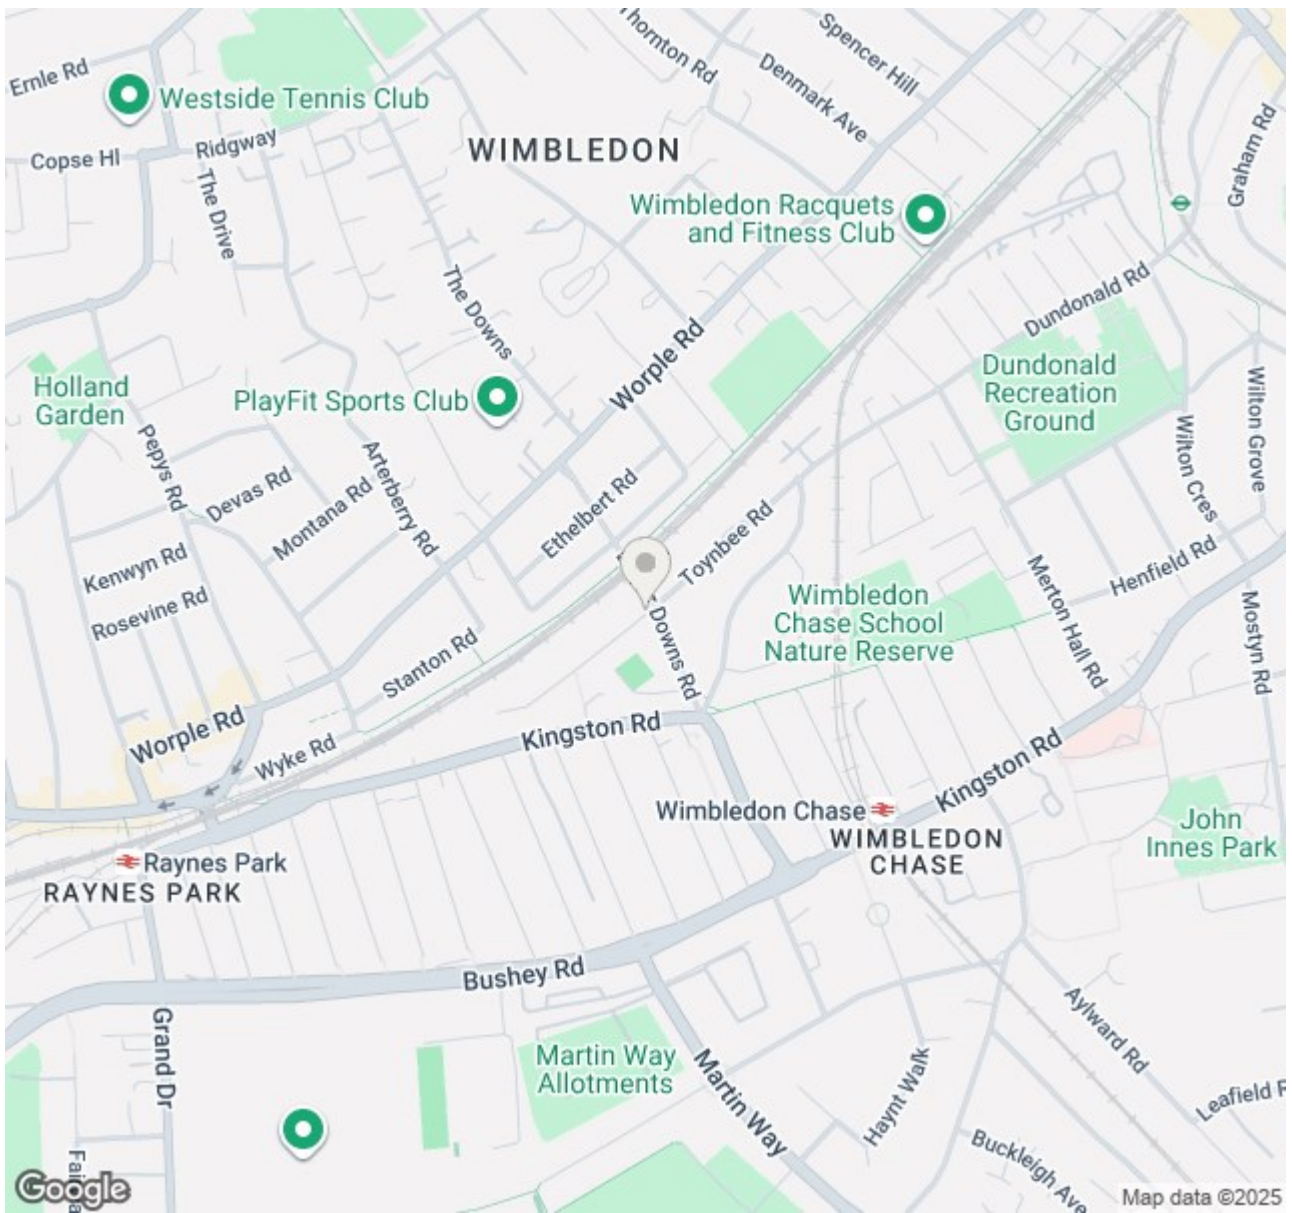 Ernle Rd
Westside Tennis Club
Copse Hl
Ridgway
The Drive
WIMBLEDON
Thornton Rd
Spencer Hill
Denmark Ave
Wimbledon Racquets
and Fitness Club
Graham Rd
The Downs
Worple Rd
Dundonald Rd
Dundonald
Recreation
Ground
Wilton Grove
Wilton Cres
Holland
Garden
PlayFit Sports Club
Pepys Rd
Devas Rd
Montana Rd
Arterberry Rd
Ethelbert Rd
Toynbee Rd
Kenwyn Rd
Rosevine Rd
Stanton Rd
Downs Rd
Wimbledon
Chase School
Nature Reserve
Merton Hall Rd
Henfield Rd
Mostyn Rd
Worple Rd
Wyke Rd
Kingston Rd
Kingston Rd
Wimbledon Chase
WIMBLEDON
CHASE
John
Innes Park
Raynes Park
RAYNES PARK
Bushey Rd
Grand Dr
Martin Way
Allotments
Martin Way
Haynt Walk
Aylward Rd
Leafield
Buckleigh Ave
Google
Map data ©2025